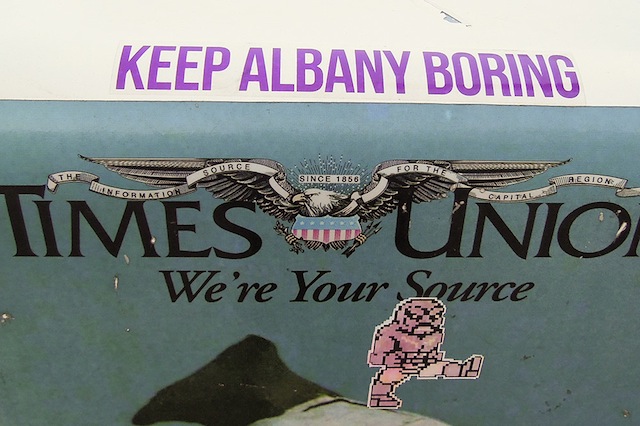 KEEP ALBANY BORING
THE INFORMATION SOURCE SINCE 1856 FOR THE CAPITAL REGION
TIMES UNION
We're Your Source